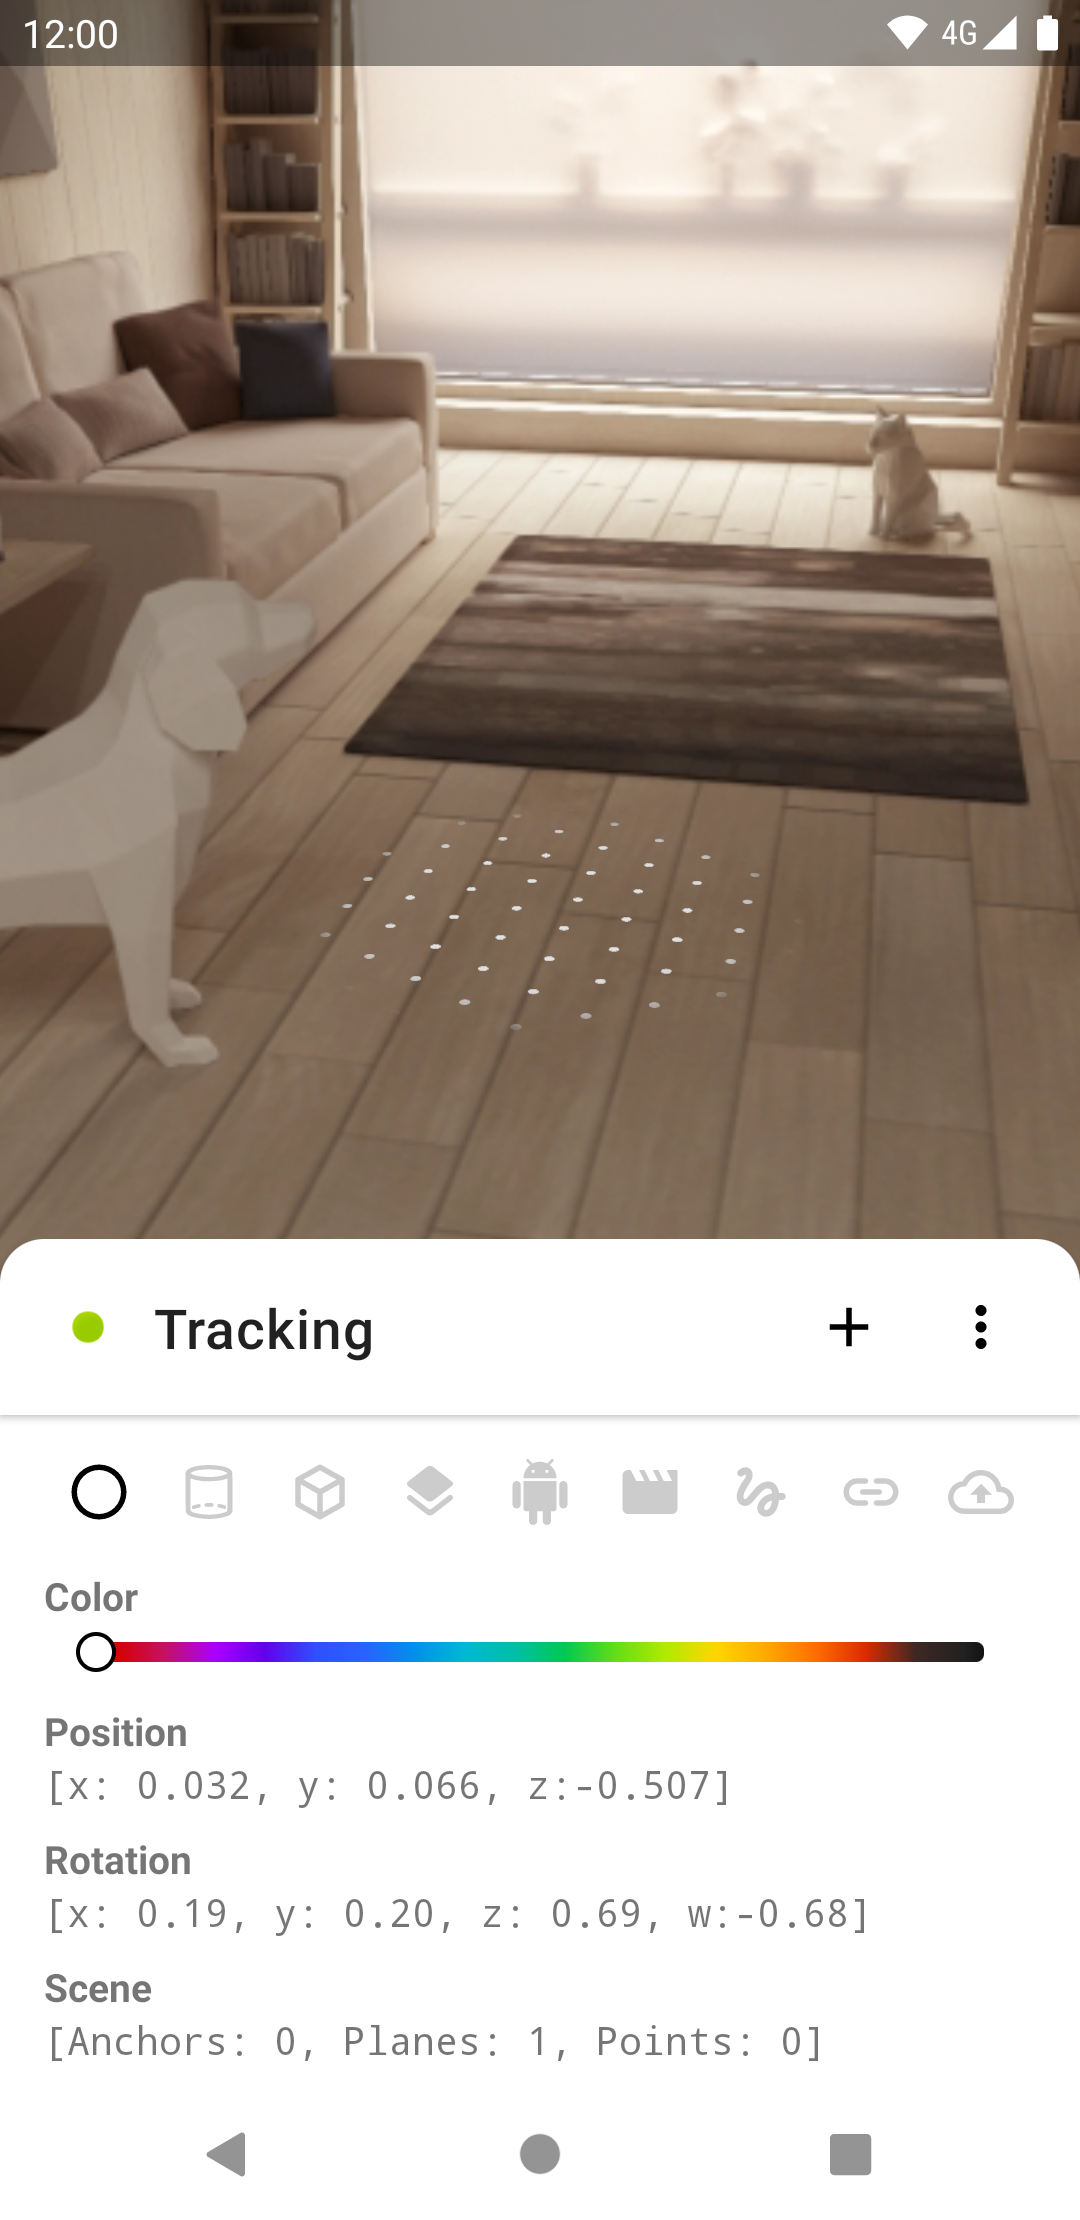 12:00 4G
Tracking
Color
Position
[x: 0.032, y: 0.066, z:-0.507]
Rotation
[x: 0.19, y: 0.20, z: 0.69, w:-0.68]
Scene
[Anchors: 0, Planes: 1, Points: 0]